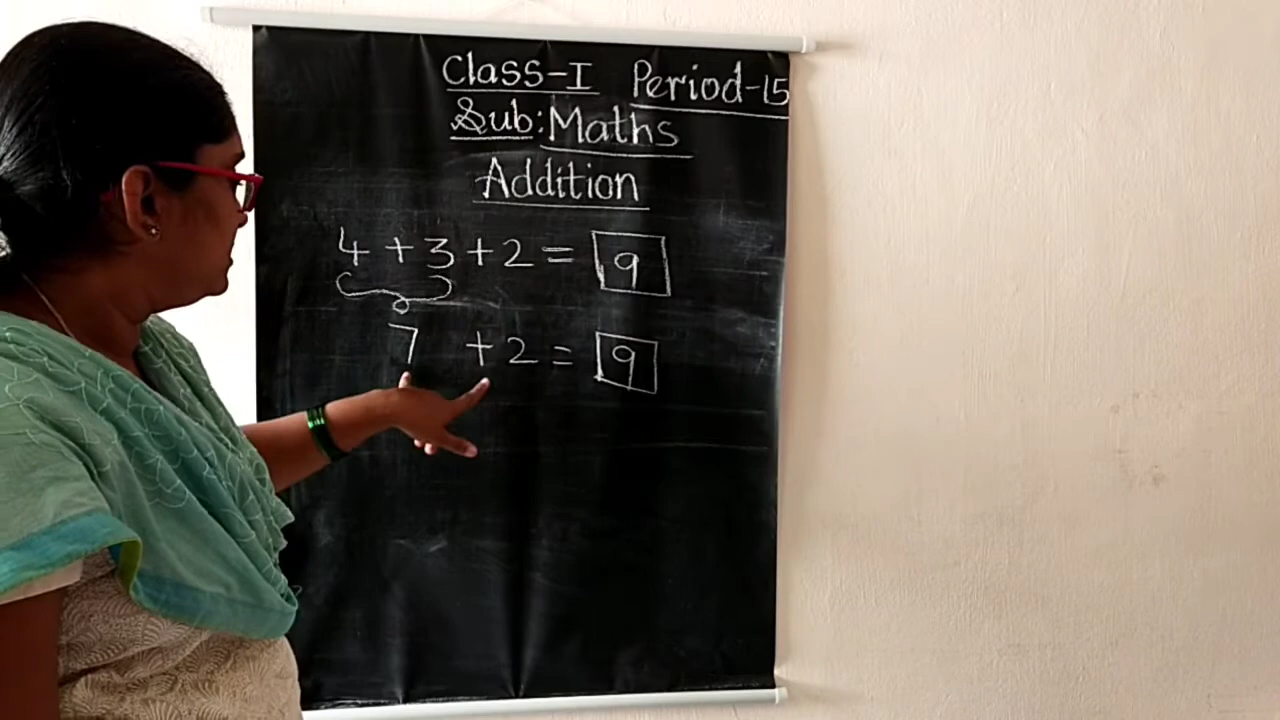 Class-I Period-15
Sub: Maths
Addition
4 + 3 + 2 = 9
7 + 2 = 9